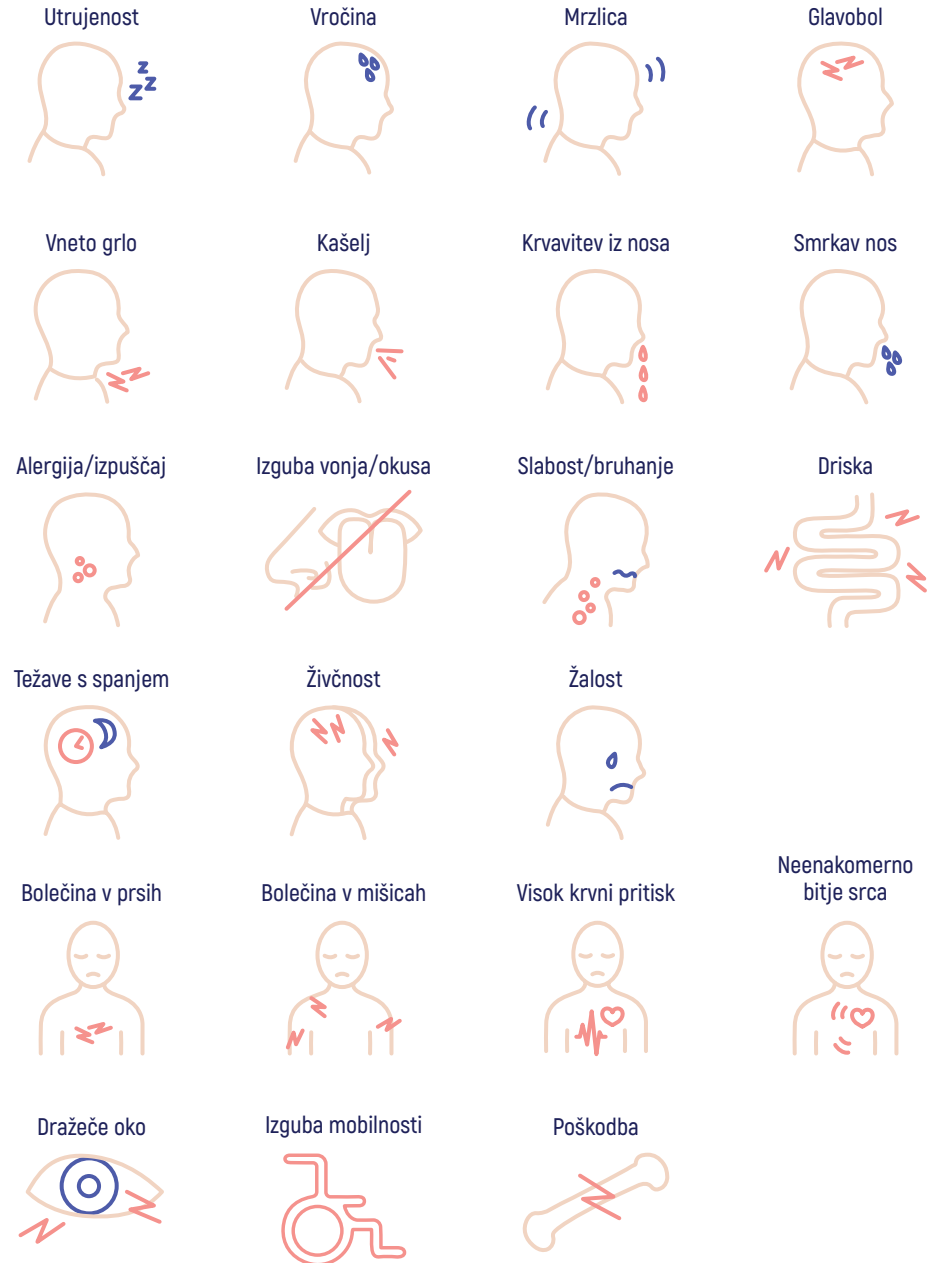 Utrujenost
Vročina
Mrzlica
Glavobol
z
z
z
z
Vneto grlo
Kašelj
Krvavitev iz nosa
Smrkav nos
Alergija/izpuščaj
Izguba vonja/okusa
Slabost/bruhanje
Driska
Težave s spanjem
Živčnost
Žalost
Bolečina v prsih
Bolečina v mišicah
Visok krvni pritisk
Neenakomerno
bitje srca
Dražeče oko
Izguba mobilnosti
Poškodba